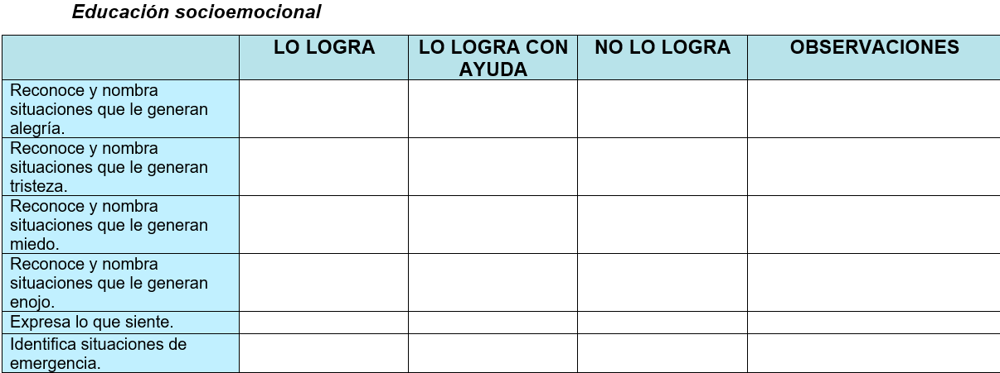 Educación socioemocional
LO LOGRA
LO LOGRA CON
AYUDA
NO LO LOGRA
OBSERVACIONES
Reconoce y nombra
situaciones que le generan
alegría.
Reconoce y nombra
situaciones que le generan
tristeza.
Reconoce y nombra
situaciones que le generan
miedo.
Reconoce y nombra
situaciones que le generan
enojo.
Expresa lo que siente.
Identifica situaciones de
emergencia.